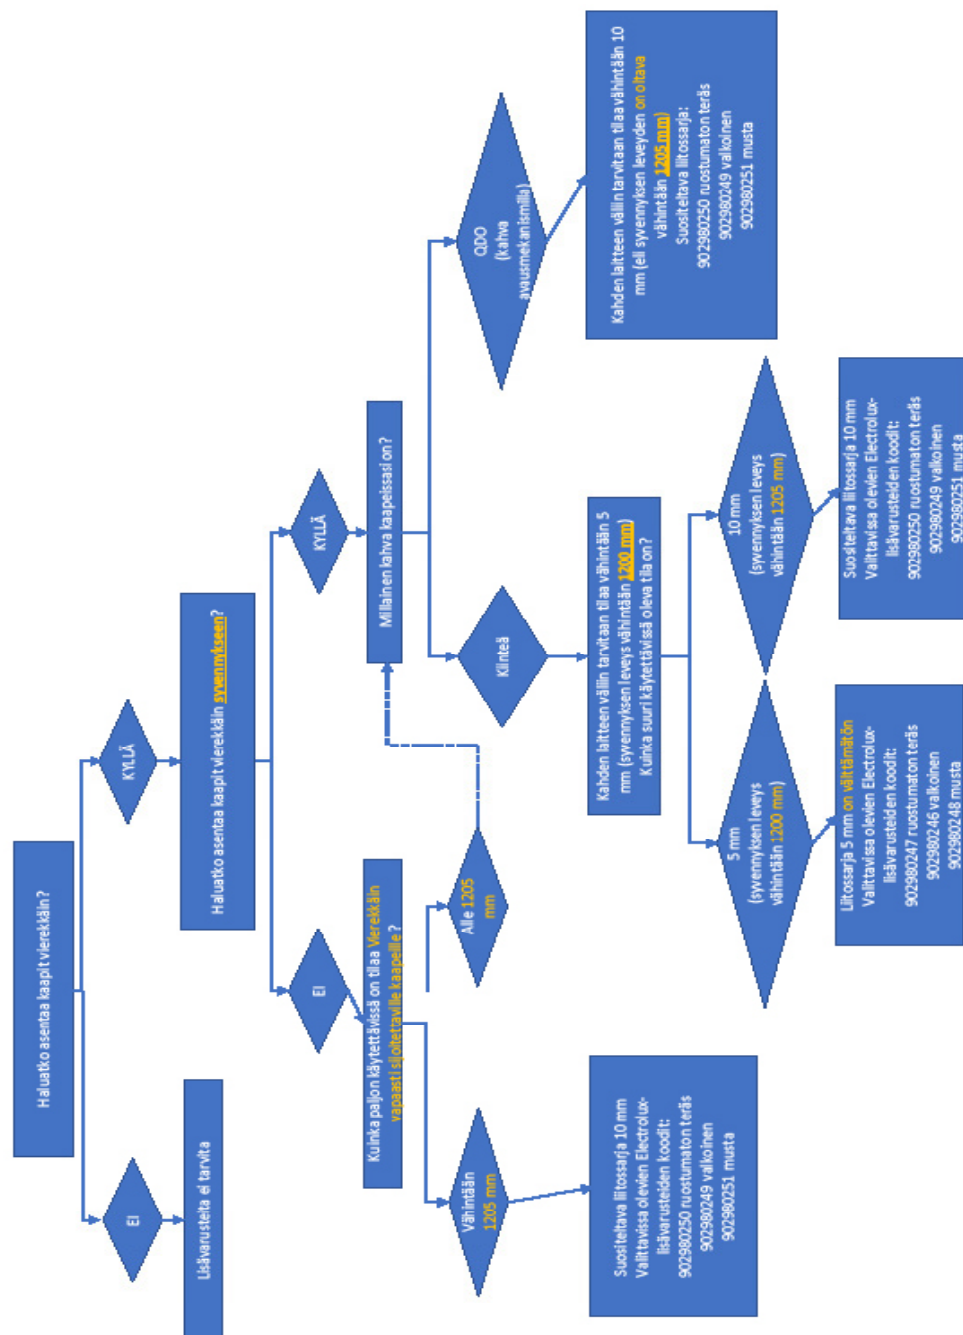 Haluatko asentaa kaapit vierekkäin?
EI
KYLLÄ
Lisävarusteita ei tarvita
Haluatko asentaa kaapit vierekkäin syvennykseen?
EI
KYLLÄ
Kuinka paljon käytettävissä on tilaa Vierekkäin
vapaasti sijoitettaville kaapeille ?
Millainen kahva kaapeissasi on?
Vähintään
1205 mm
Alle 1205
mm
Kiinteä
QDO
(kahva
avausmekanismilla)
Suositeltava liitossarja 10 mm
Valittavissa olevien Electrolux-
lisävarusteiden koodit:
902980250 ruostumaton teräs
902980249 valkoinen
902980251 musta
Kahden laitteen väliin tarvitaan tilaa vähintään 5
mm (syvennyksen leveys vähintään 1200 mm)
Kuinka suuri käytettävissä oleva tila on?
Kahden laitteen väliin tarvitaan tilaa vähintään 10
mm (eli syvennyksen leveyden on oltava
vähintään 1205 mm)
Suositeltava liitossarja:
902980250 ruostumaton teräs
902980249 valkoinen
902980251 musta
5 mm
(syvennyksen leveys
vähintään 1200 mm)
10 mm
(syvennyksen leveys
vähintään 1205 mm)
Liitossarja 5 mm on välttämätön
Valittavissa olevien Electrolux-
lisävarusteiden koodit:
902980247 ruostumaton teräs
902980246 valkoinen
902980248 musta
Suositeltava liitossarja 10 mm
Valittavissa olevien Electrolux-
lisävarusteiden koodit:
902980250 ruostumaton teräs
902980249 valkoinen
902980251 musta